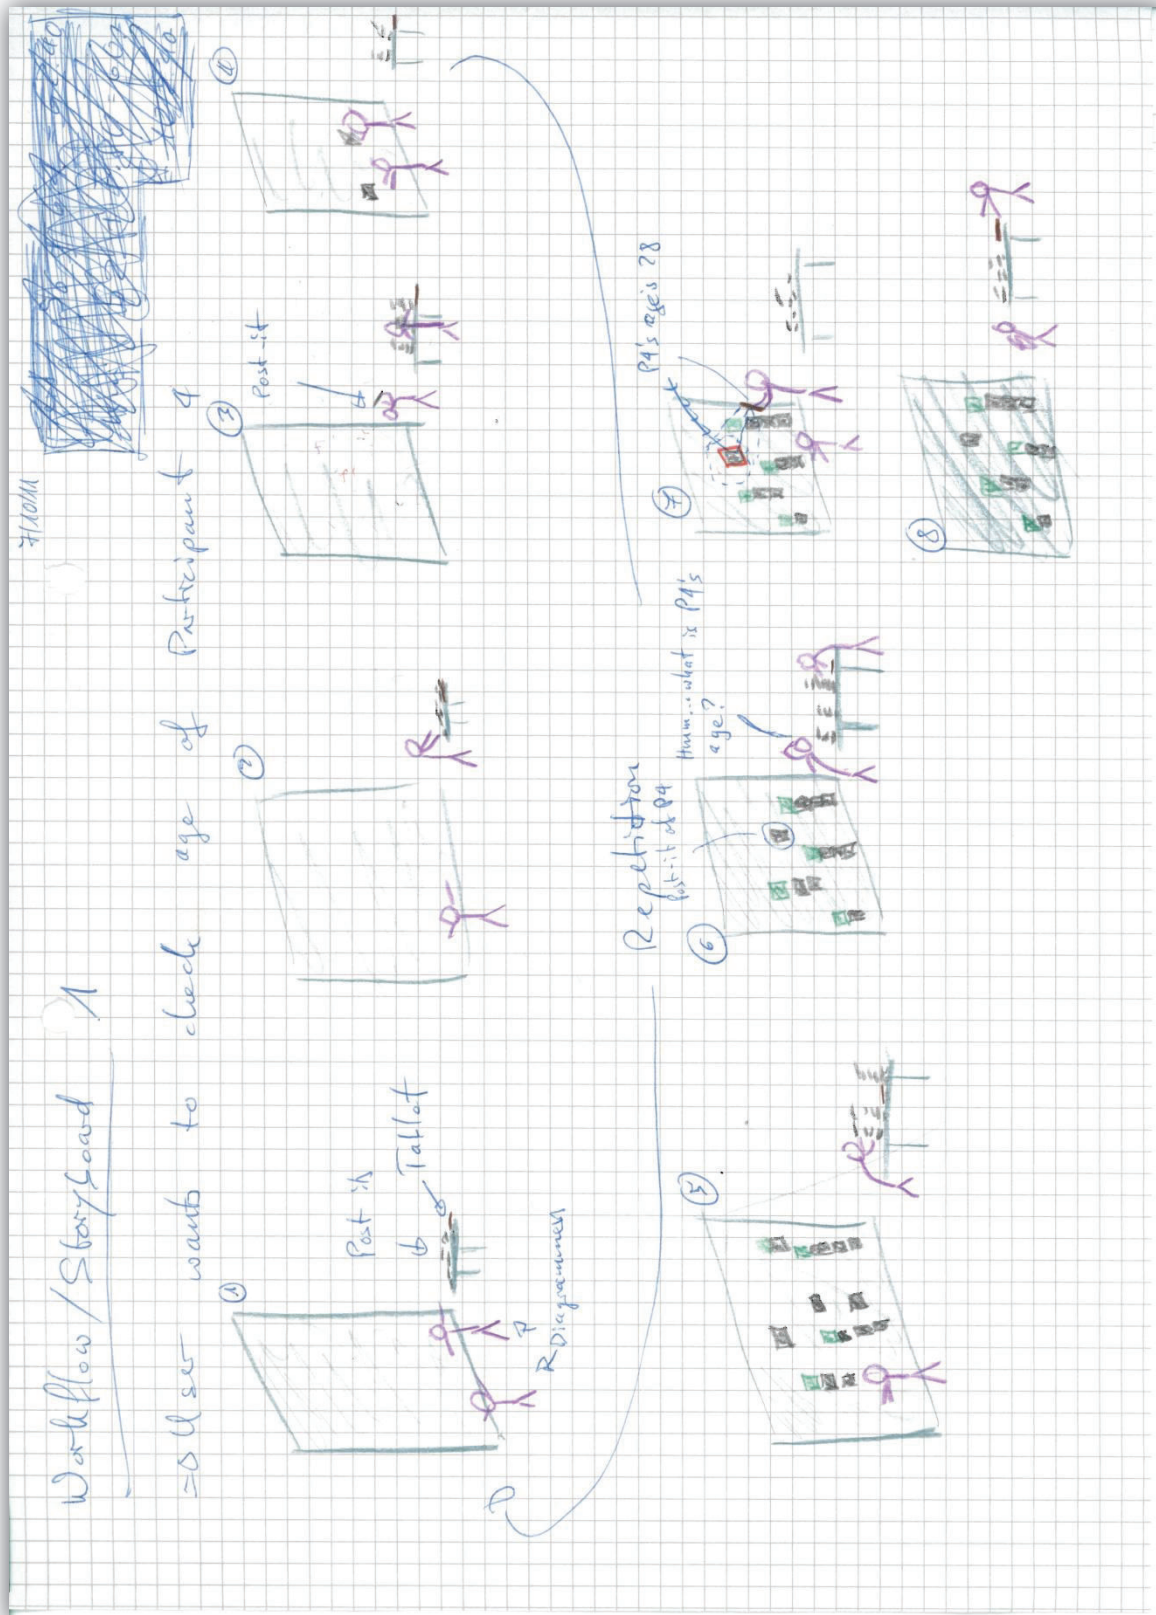 7/10/11
Workflow / Storyboard 1
=> User wants to check age of Participant 4
1
Post its
Tablet
Diagrammed
2
3
Post-it
4
Repetition
5
6
Post-it of P4
Hmm... what is P4's
age?
7
P4's age is 28
8